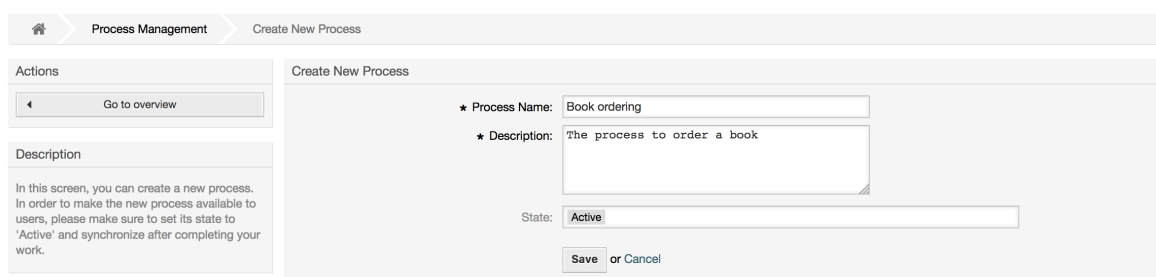 Process Management Create New Process
Actions
Go to overview
Description
In this screen, you can create a new process.
In order to make the new process available to
users, please make sure to set its state to
'Active' and synchronize after completing your
work.
Create New Process
★ Process Name: Book ordering
★ Description: The process to order a book
State: Active
Save or Cancel